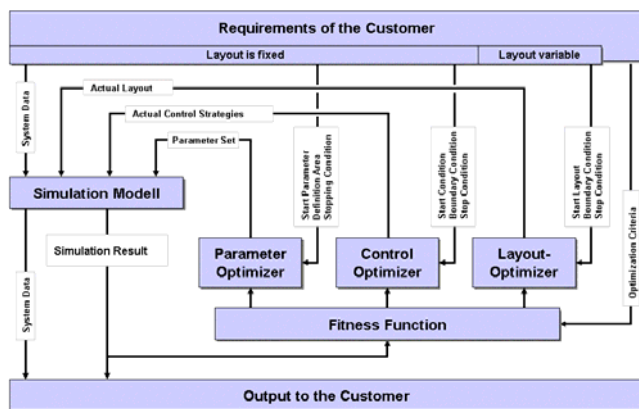 Requirements of the Customer
Layout is fixed
Layout variable
System Data
Actual Layout
Actual Control Strategies
Parameter Set
Start Parameter
Definition Area
Stopping Condition
Start Condition
Boundary Condition
Stop Condition
Start Layout
Boundary Condition
Stop Condition
Optimization Criteria
Simulation Modell
Simulation Result
System Data
Parameter
Optimizer
Control
Optimizer
Layout-
Optimizer
Fitness Function
Output to the Customer